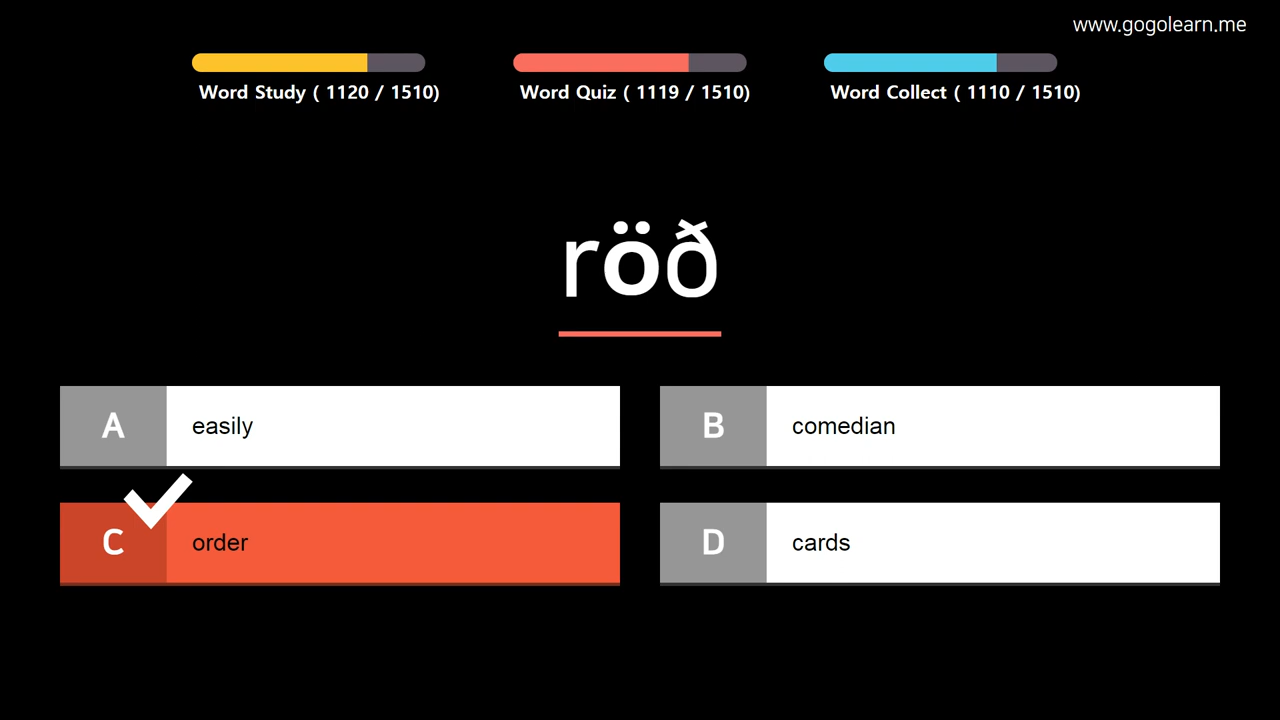 www.gogolearn.me
Word Study ( 1120 / 1510)
Word Quiz ( 1119 / 1510)
Word Collect ( 1110 / 1510)
röð
A easily
B comedian
C order
D cards